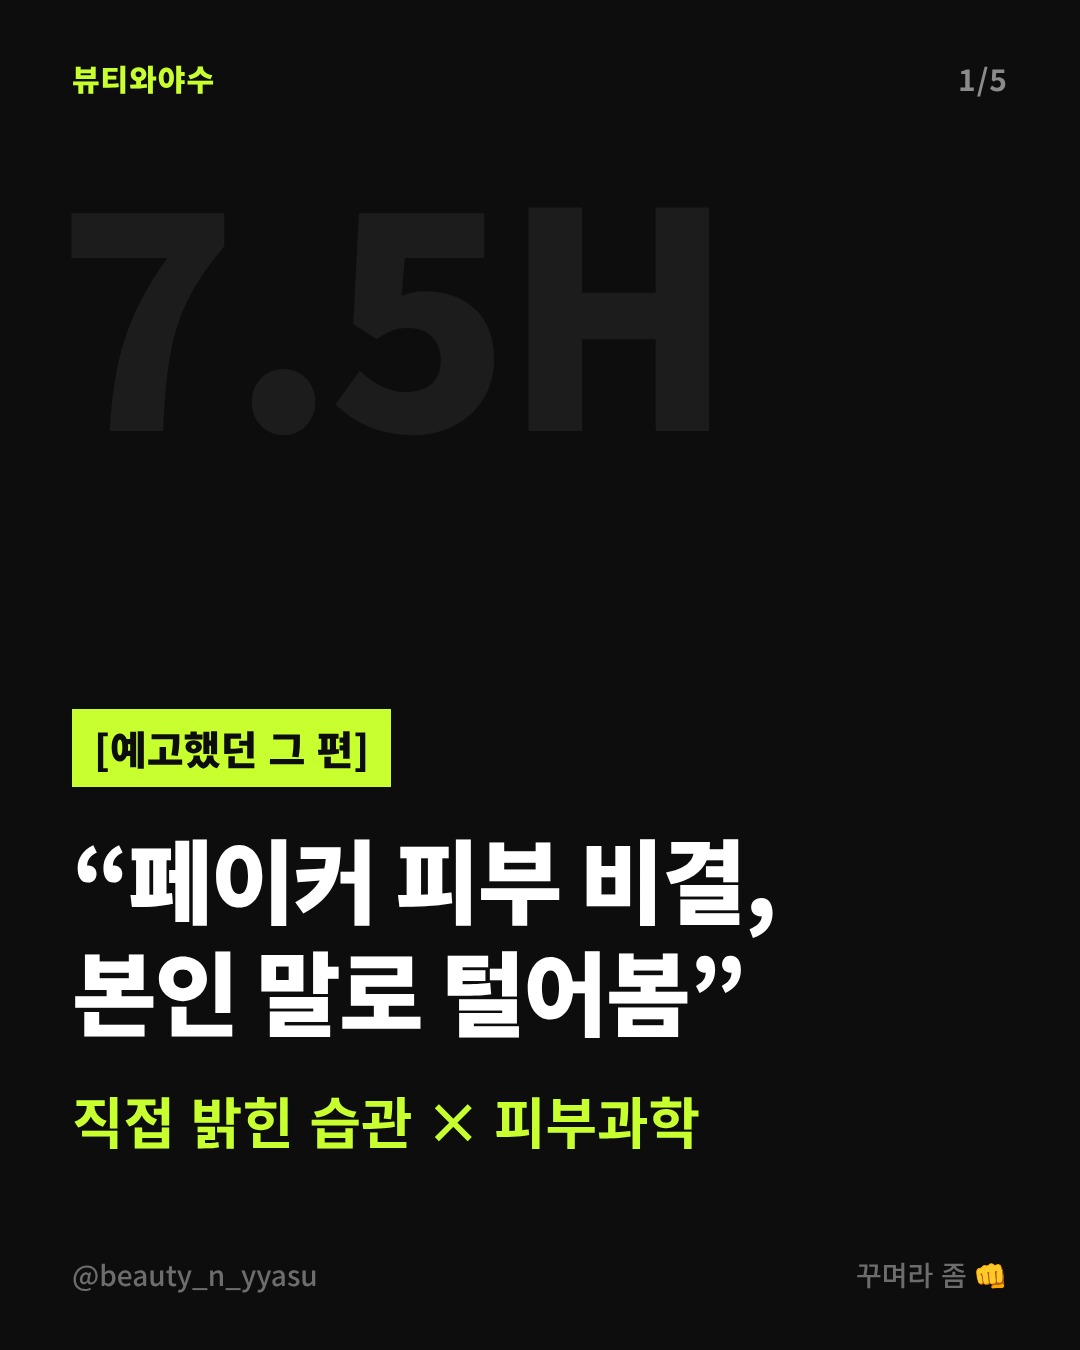 뷰티와야수
1/5
7.5H
[예고했던 그 편]
“페이커 피부 비결,
본인 말로 털어봄”
직접 밝힌 습관 × 피부과학
@beauty_n_yyasu
꾸며라 좀 👊